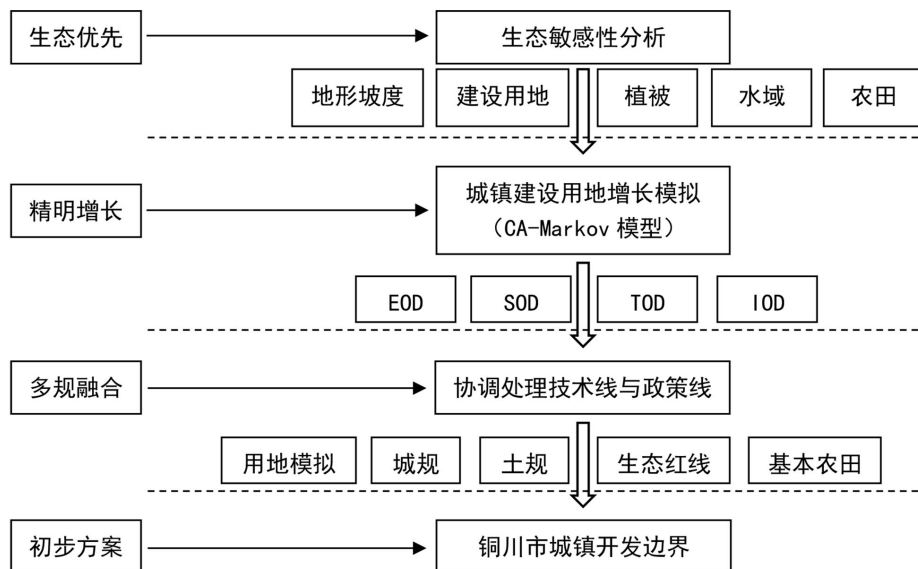 生态优先
生态敏感性分析
地形坡度
建设用地
植被
水域
农田
精明增长
城镇建设用地增长模拟
（CA-Markov 模型）
EOD
SOD
TOD
IOD
多规融合
协调处理技术线与政策线
用地模拟
城规
土规
生态红线
基本农田
初步方案
铜川市城镇开发边界